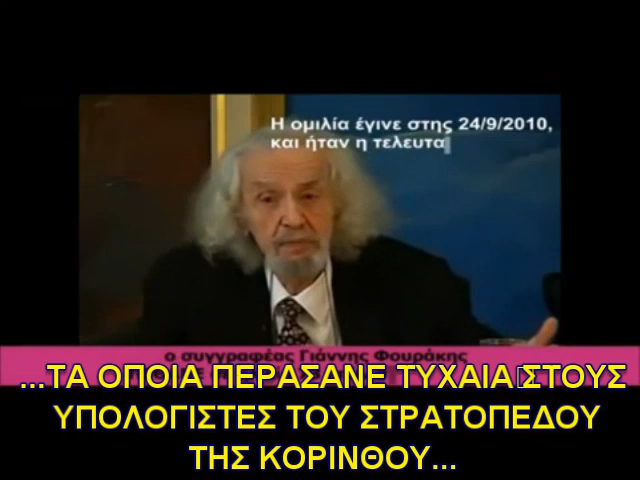 Η ομιλία έγινε στης 24/9/2010,
και ήταν η τελευτα
ο συγγραφέας Γιάννης Φουράκης
...ΤΑ ΟΠΟΙΑ ΠΕΡΑΣΑΝΕ ΤΥΧΑΙΑ ΣΤΟΥΣ
ΥΠΟΛΟΓΙΣΤΕΣ ΤΟΥ ΣΤΡΑΤΟΠΕΔΟΥ
ΤΗΣ ΚΟΡΙΝΘΟΥ...